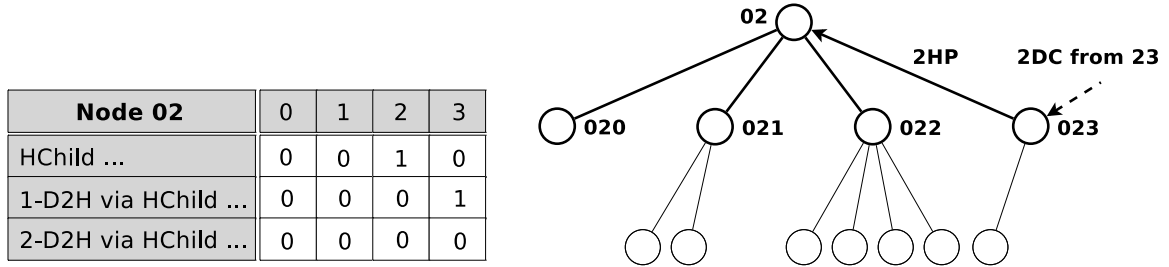 Node 02 0 1 2 3
HChild ... 0 0 1 0
1-D2H via HChild ... 0 0 0 1
2-D2H via HChild ... 0 0 0 0
02
2HP 2DC from 23
020 021 022 023